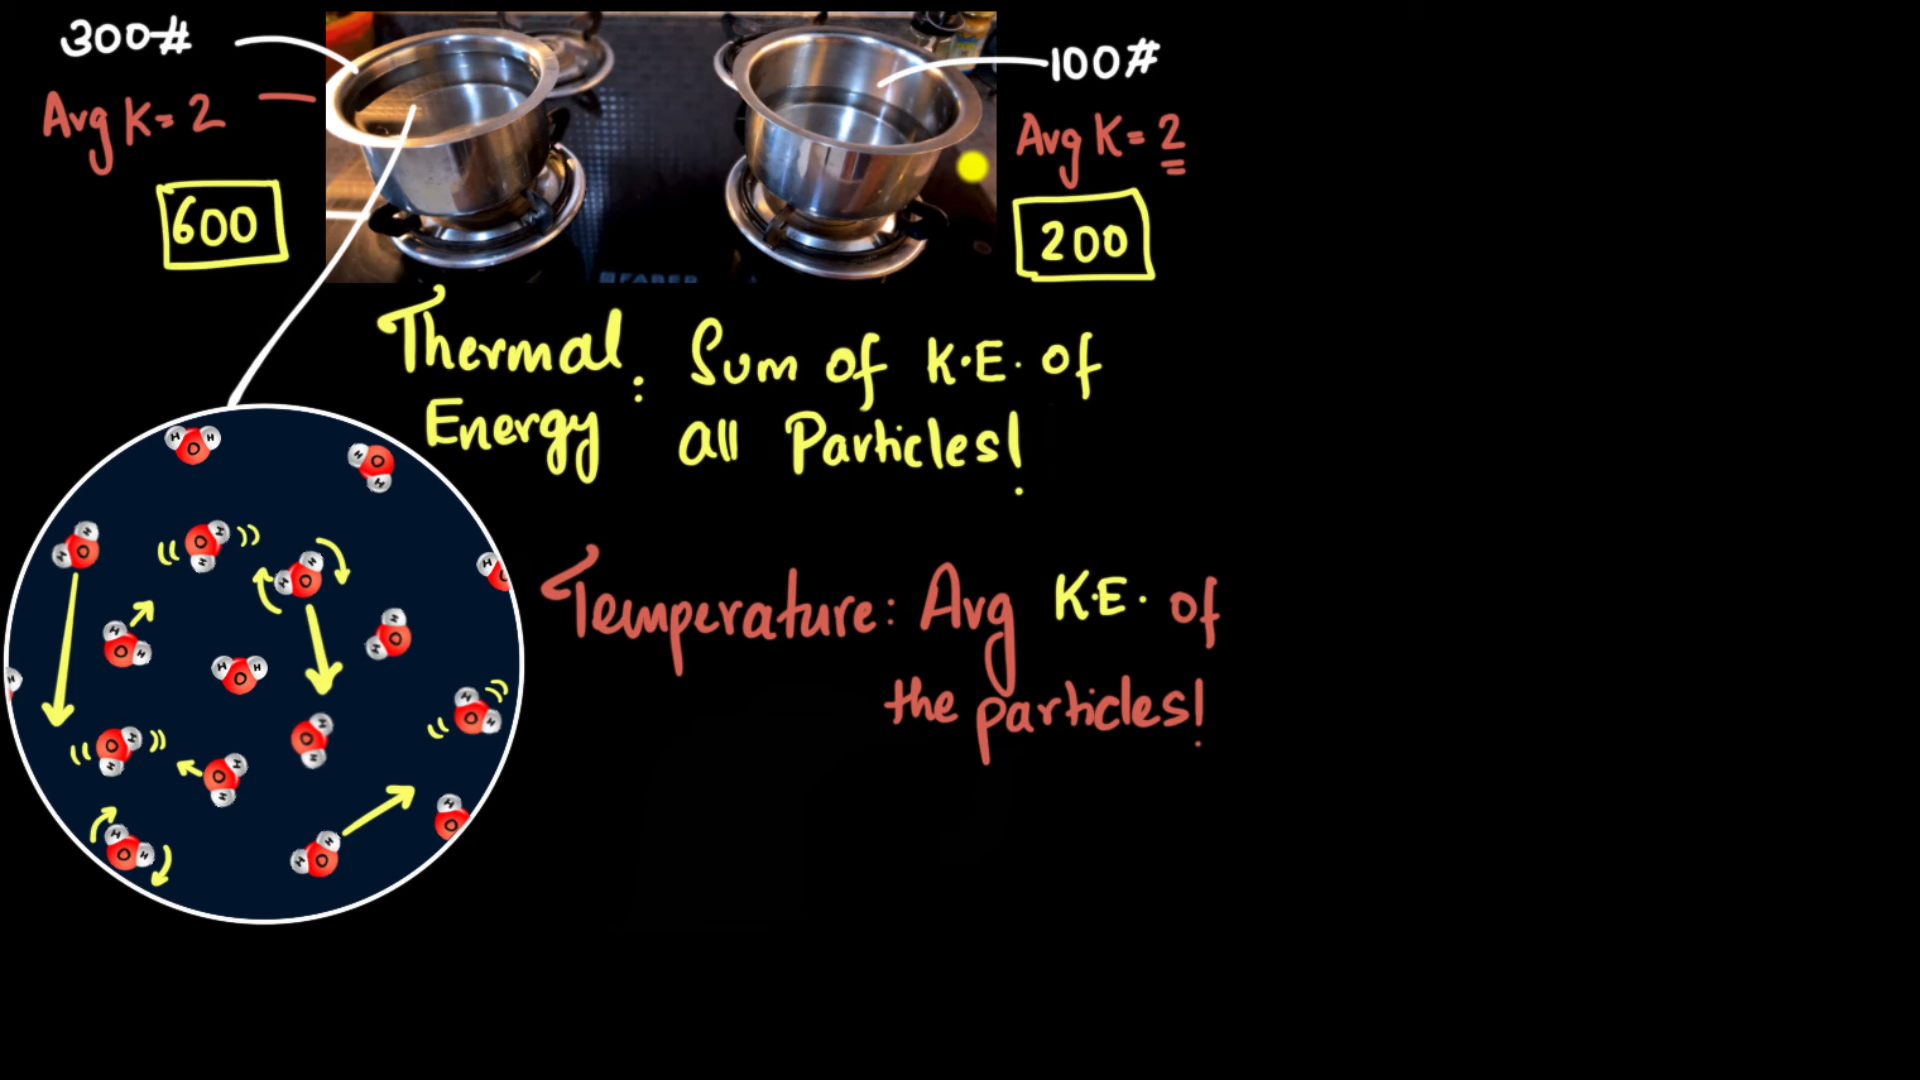 300#
Avg K = 2
600
100#
Avg K = 2
200
FABER
Thermal Energy : Sum of K.E. of
all Particles!
Temperature: Avg K.E. of
the particles!
H O H
H O H
H O H
H O H
H O H
H O
H O H
H O H
H O H
H
H O H
H O H
H O H
H O H
H O H
H O
H O H